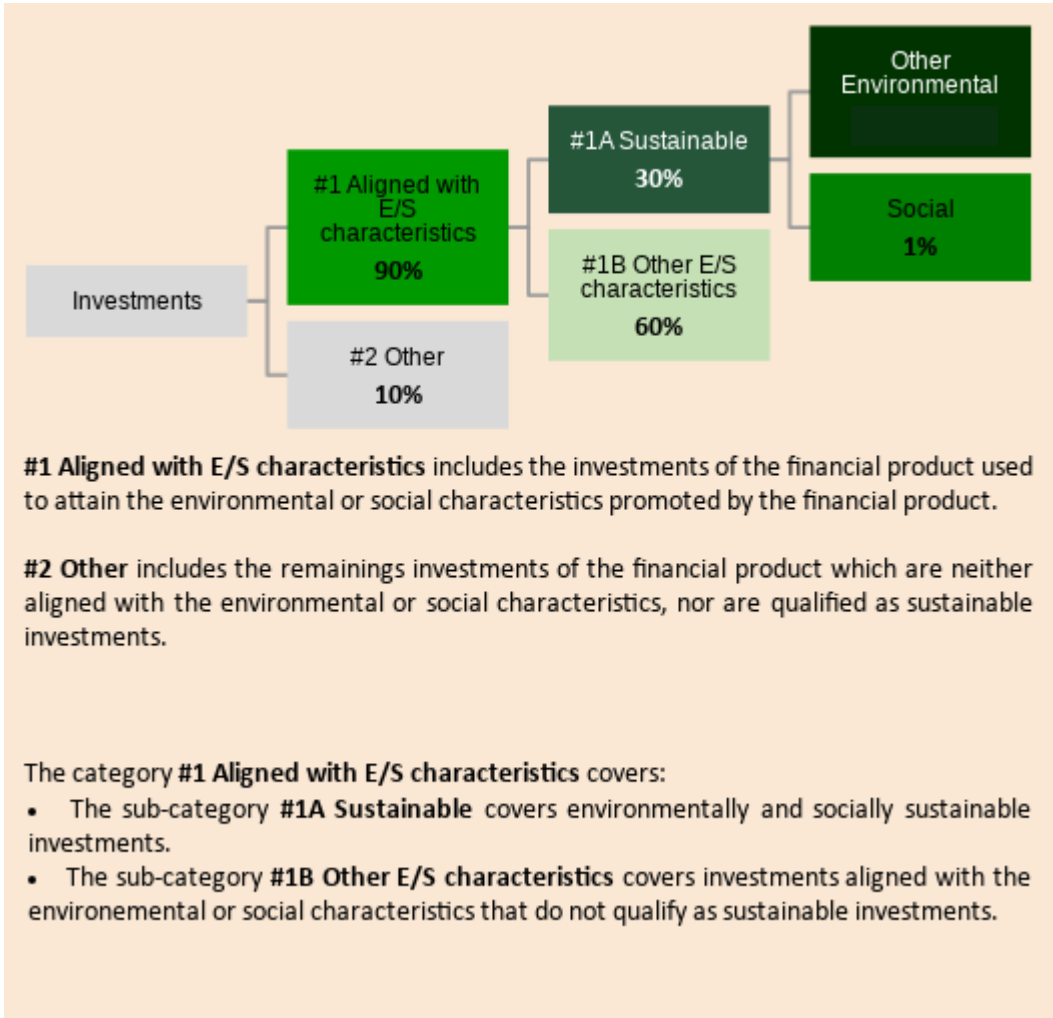 Other
Environmental
#1A Sustainable
30%
#1 Aligned with
E/S
characteristics
90%
Social
1%
#1B Other E/S
characteristics
60%
Investments
#2 Other
10%
#1 Aligned with E/S characteristics includes the investments of the financial product used
to attain the environmental or social characteristics promoted by the financial product.
#2 Other includes the remainings investments of the financial product which are neither
aligned with the environmental or social characteristics, nor are qualified as sustainable
investments.
The category #1 Aligned with E/S characteristics covers:
• The sub-category #1A Sustainable covers environmentally and socially sustainable
investments.
• The sub-category #1B Other E/S characteristics covers investments aligned with the
environemental or social characteristics that do not qualify as sustainable investments.